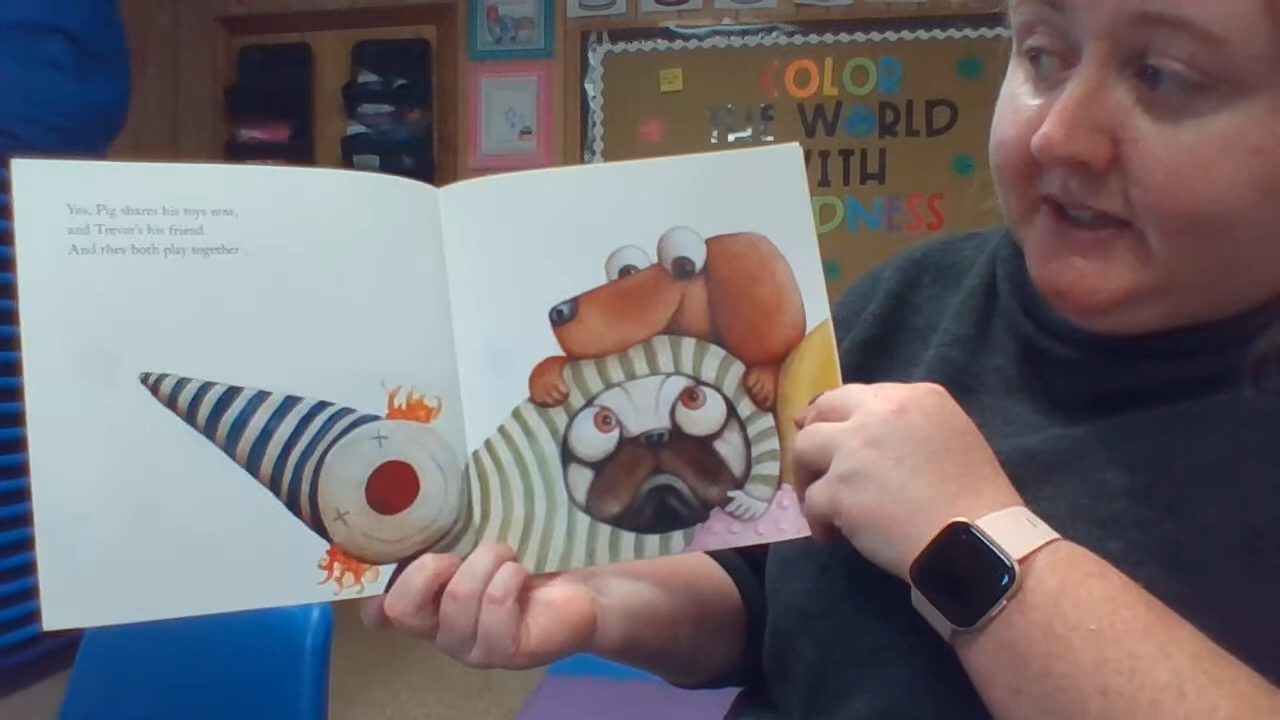 COLOR
THE WORLD
WITH
DNESS
Yes, Pig shares his toys now,
and Trevor's his friend.
And they both play together